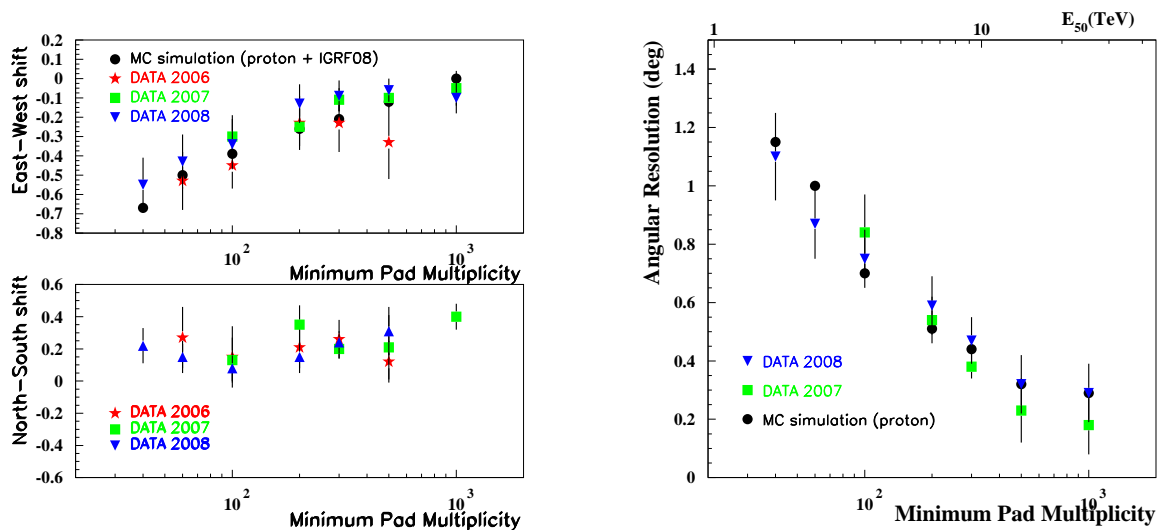 East-West shift
0.2
0.1
0
-0.1
-0.2
-0.3
-0.4
-0.5
-0.6
-0.7
-0.8
MC simulation (proton + IGRF08)
DATA 2006
DATA 2007
DATA 2008
10²
10³
Minimum Pad Multiplicity
North-South shift
0.6
0.4
0.2
0
-0.2
-0.4
-0.6
DATA 2006
DATA 2007
DATA 2008
10²
10³
Minimum Pad Multiplicity
1
10
E₅₀(TeV)
Angular Resolution (deg)
1.4
1.2
1
0.8
0.6
0.4
0.2
0
DATA 2008
DATA 2007
MC simulation (proton)
10²
10³
Minimum Pad Multiplicity